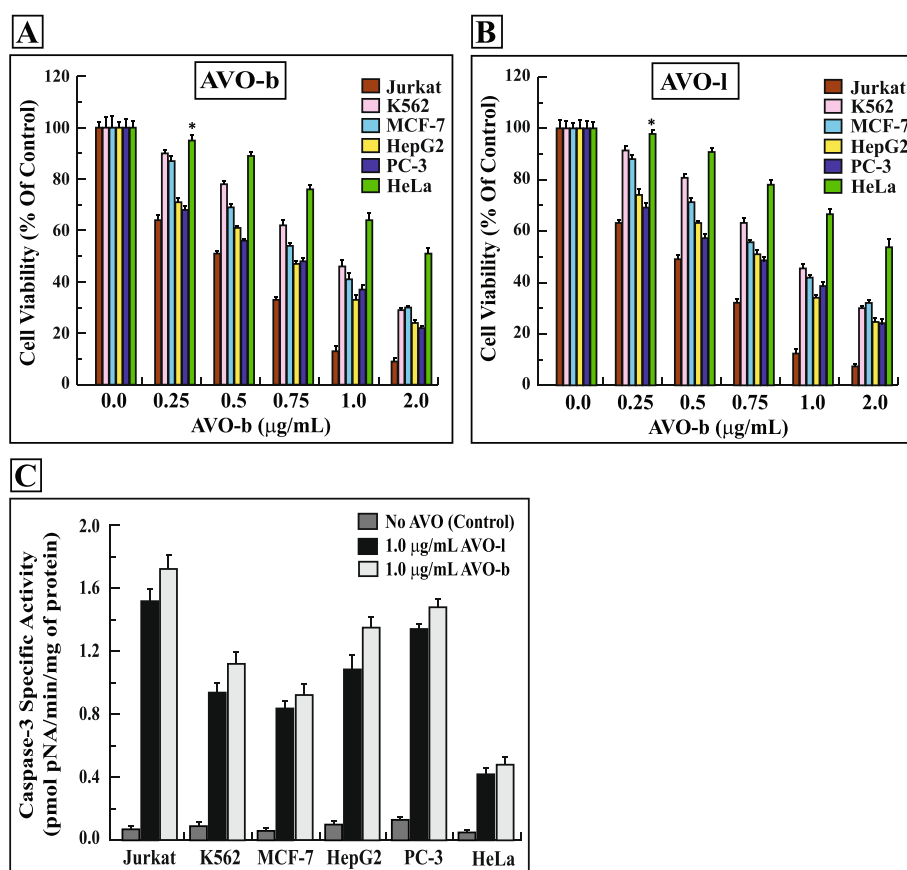 A
AVO-b
Cell Viability (% Of Control)
120
100
80
60
40
20
0
Jurkat
K562
MCF-7
HepG2
PC-3
HeLa
*
0.0 0.25 0.5 0.75 1.0 2.0
AVO-b (μg/mL)
B
AVO-l
Cell Viability (% Of Control)
120
100
80
60
40
20
0
Jurkat
K562
MCF-7
HepG2
PC-3
HeLa
*
0.0 0.25 0.5 0.75 1.0 2.0
AVO-b (μg/mL)
C
Caspase-3 Specific Activity
(pmol pNA/min/mg of protein)
2.0
1.6
1.2
0.8
0.4
0.0
No AVO (Control)
1.0 μg/mL AVO-l
1.0 μg/mL AVO-b
Jurkat K562 MCF-7 HepG2 PC-3 HeLa